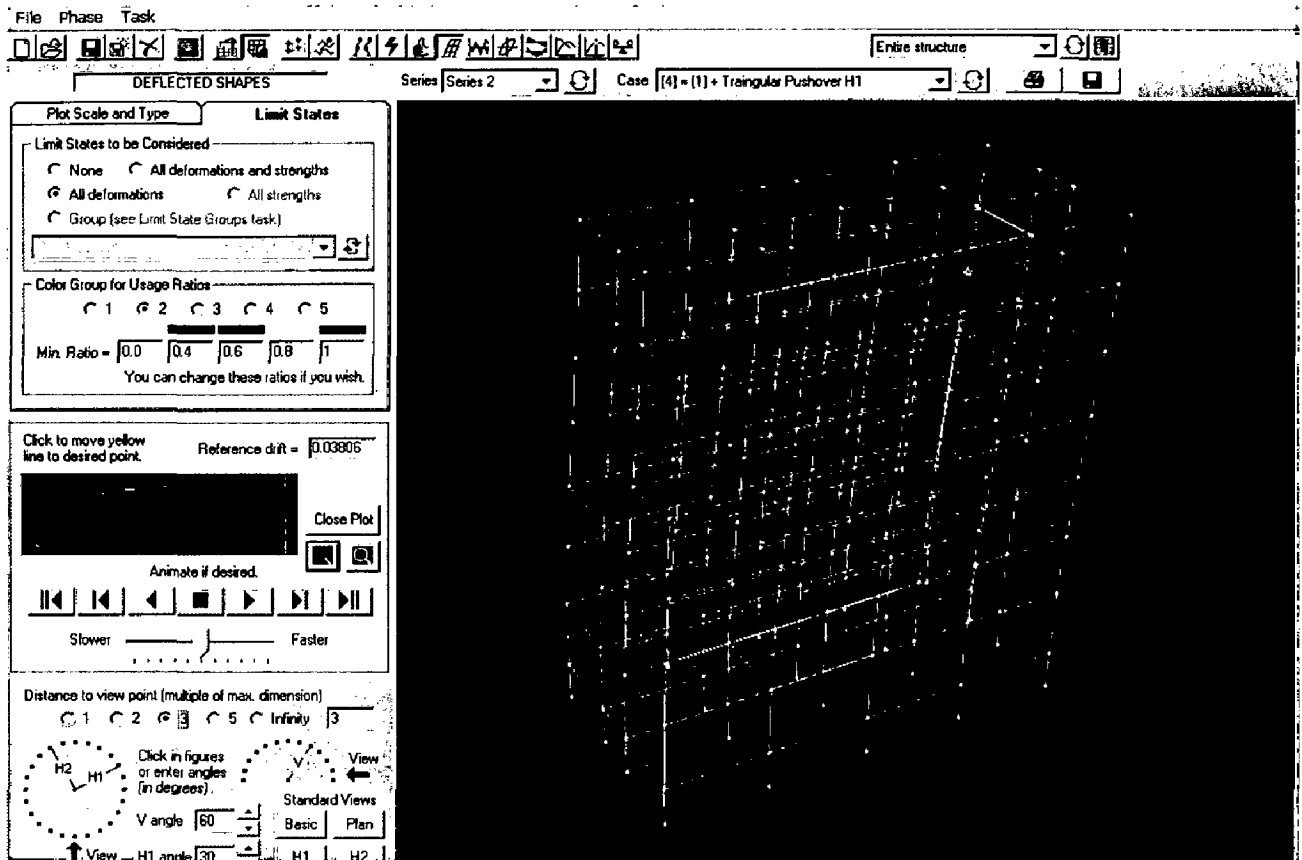 File Phase Task
Entire structure
DEFLECTED SHAPES
Series Series 2
Case [4] = [1] + Traingular Pushover H1
Plot Scale and Type
Limit States
Limit States to be Considered
None All deformations and strengths
All deformations All strengths
Group (see Limit State Groups task)
Color Group for Usage Ratios
1 2 3 4 5
Min. Ratio = 0.0 0.4 0.6 0.8 1
You can change these ratios if you wish.
Click to move yellow
line to desired point.
Reference drift = 0.03806
Close Plot
Animate if desired.
Slower Faster
Distance to view point (multiple of max. dimension)
1 2 3 5 Infinity 3
H2 H1
Click in figures
or enter angles
(in degrees).
V
View
Standard Views
V angle 60
Basic Plan
View H1 angle 30
H1 H2